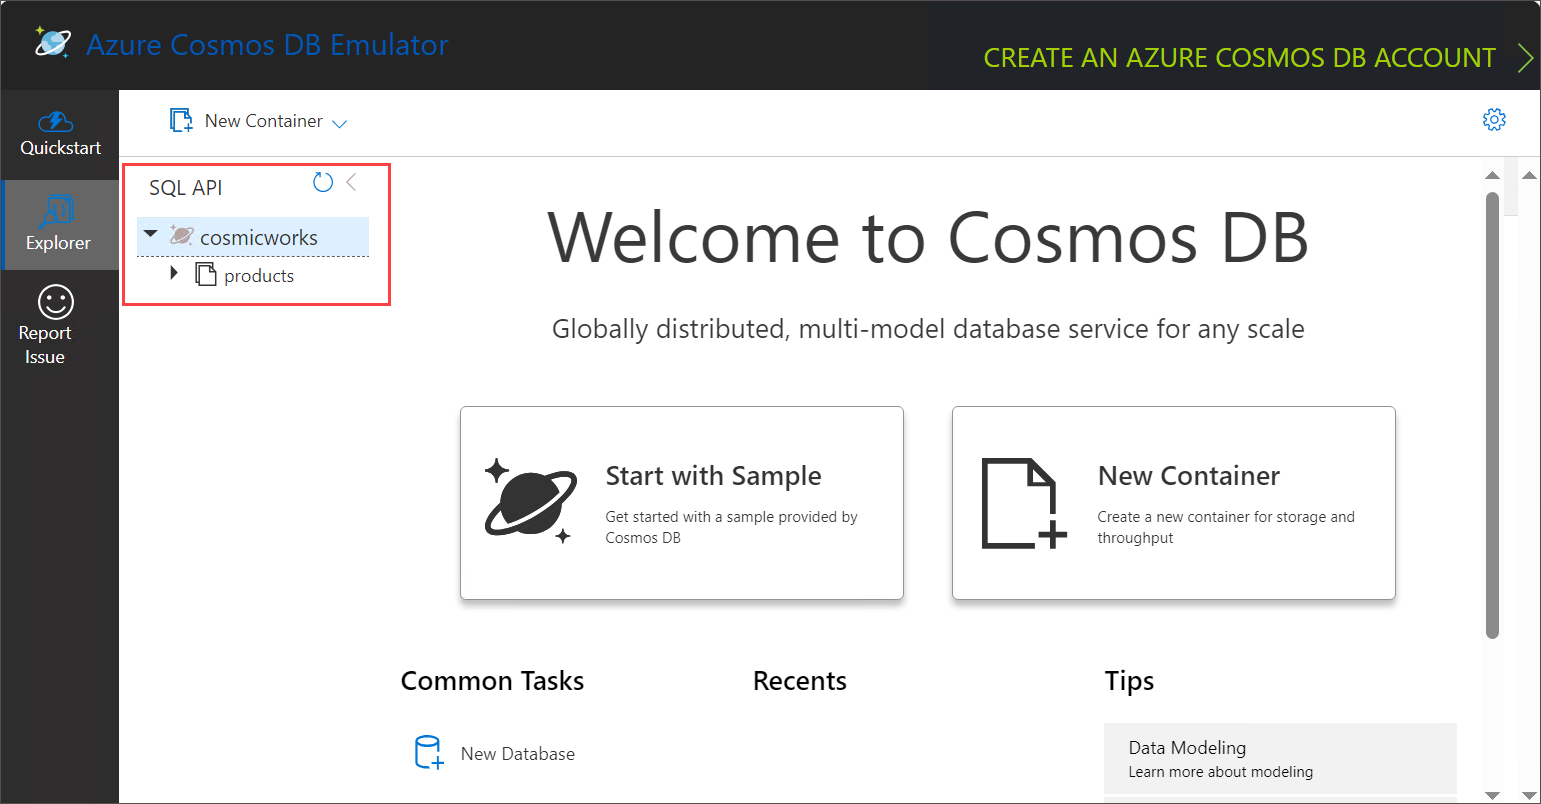 Azure Cosmos DB Emulator
CREATE AN AZURE COSMOS DB ACCOUNT
Quickstart
Explorer
Report
Issue
New Container
SQL API
cosmicworks
products
Welcome to Cosmos DB
Globally distributed, multi-model database service for any scale
Start with Sample
Get started with a sample provided by
Cosmos DB
New Container
Create a new container for storage and
throughput
Common Tasks
New Database
Recents
Tips
Data Modeling
Learn more about modeling